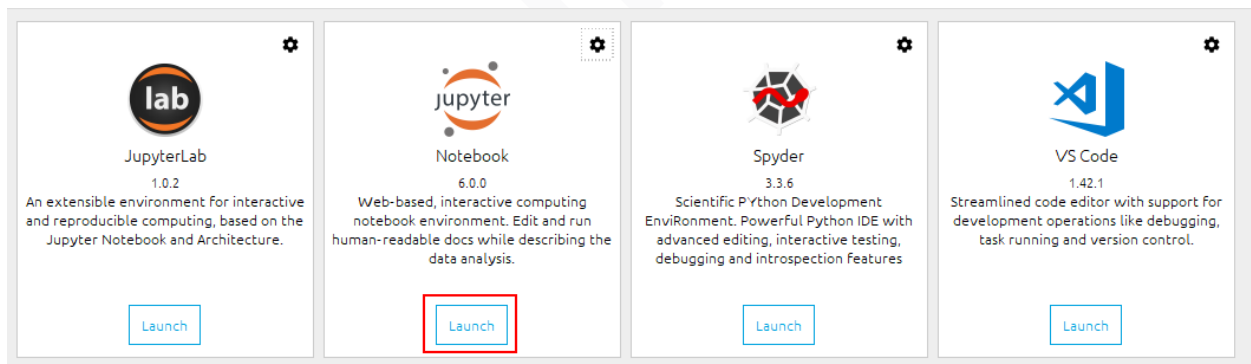 lab
JupyterLab
1.0.2
An extensible environment for interactive
and reproducible computing, based on the
Jupyter Notebook and Architecture.
Launch
jupyter
Notebook
6.0.0
Web-based, interactive computing
notebook environment. Edit and run
human-readable docs while describing the
data analysis.
Launch
Spyder
3.3.6
Scientific PYthon Development
EnviRonment. Powerful Python IDE with
advanced editing, interactive testing,
debugging and introspection features
Launch
VS Code
1.42.1
Streamlined code editor with support for
development operations like debugging,
task running and version control.
Launch